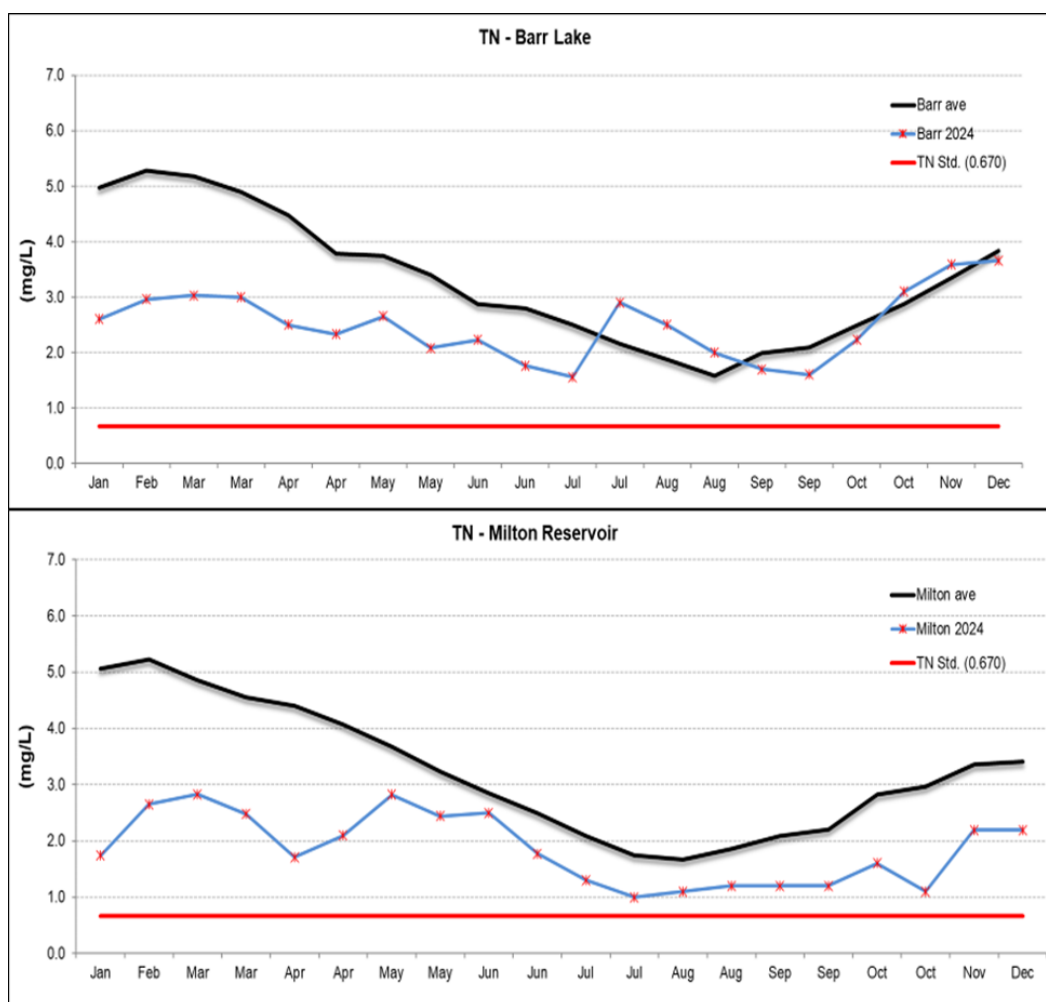 TN - Barr Lake
7.0
6.0
5.0
4.0
3.0
2.0
1.0
0.0
(mg/L)
Barr ave
Barr 2024
TN Std. (0.670)
Jan Feb Mar Mar Apr Apr May May Jun Jun Jul Jul Aug Aug Sep Sep Oct Oct Nov Dec
TN - Milton Reservoir
7.0
6.0
5.0
4.0
3.0
2.0
1.0
0.0
(mg/L)
Milton ave
Milton 2024
TN Std. (0.670)
Jan Feb Mar Mar Apr Apr May May Jun Jun Jul Jul Aug Aug Sep Sep Oct Oct Nov Dec